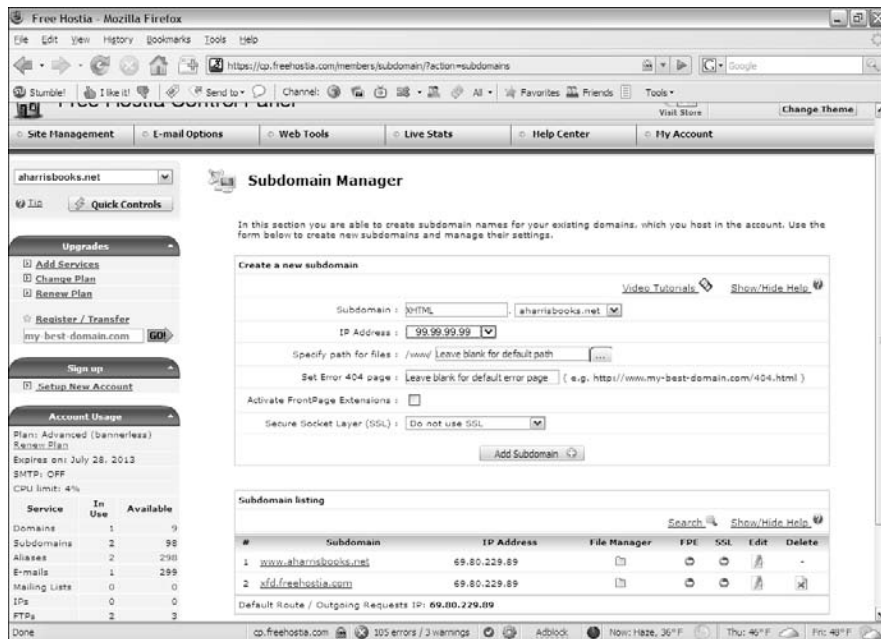 Free Hostia - Mozilla Firefox
File Edit View History Bookmarks Tools Help
https://cp.freehostia.com/members/subdomain/?action=subdomains
Google
Stumble! I like it! Send to Channel: All Favorites Friends Tools
Free Hostia Control Panel
Visit Store
Change Theme
Site Management E-mail Options Web Tools Live Stats Help Center My Account
aharrisbooks.net
Tip Quick Controls
Upgrades
Add Services
Change Plan
Renew Plan
Register / Transfer
my-best-domain.com GO!
Sign up
Setup New Account
Account Usage
Plan: Advanced (bannerless)
Renew Plan
Expires on: July 28, 2013
SMTP: OFF
CPU limit: 4%
Service In Use Available
Domains 1 9
Subdomains 2 98
Aliases 2 298
E-mails 1 299
Mailing Lists 0 0
IPs 0 0
FTPs 2 3
Subdomain Manager
In this section you are able to create subdomain names for your existing domains, which you host in the account. Use the
form below to create new subdomains and manage their settings.
Create a new subdomain
Video Tutorials Show/Hide Help
Subdomain : XHTML . aharrisbooks.net
IP Address : 99.99.99.99
Specify path for files : /www/ Leave blank for default path ...
Set Error 404 page : Leave blank for default error page ( e.g. http://www.my-best-domain.com/404.html )
Activate FrontPage Extensions :
Secure Socket Layer (SSL) : Do not use SSL
Add Subdomain
Subdomain listing
Search Show/Hide Help
# Subdomain IP Address File Manager FPE SSL Edit Delete
1 www.aharrisbooks.net 69.80.229.89 -
2 xfd.freehostia.com 69.80.229.89
Default Route / Outgoing Requests IP: 69.80.229.89
Done cp.freehostia.com 105 errors / 3 warnings Adblock Now: Haze, 36°F Thu: 46°F Fri: 48°F